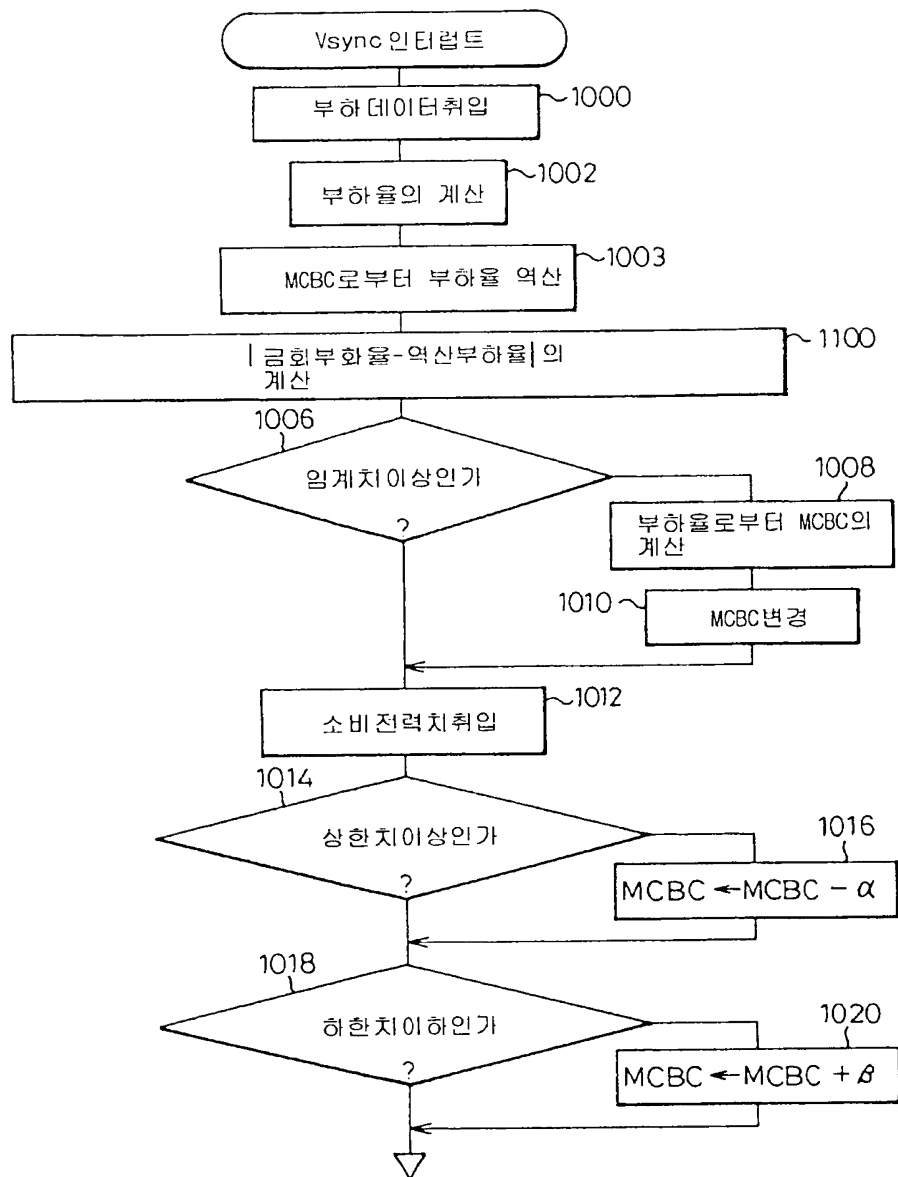 Vsync 인터럽트
부하데이터취입
1000
부하율의 계산
1002
MCBC로부터 부하율 역산
1003
|금회부화율-역산부하율|의
계산
1100
1006
임계치이상인가
?
1008
부하율로부터 MCBC의
계산
1010
MCBC변경
소비전력치취입
1012
1014
상한치이상인가
?
1016
MCBC←MCBC－α
1018
하한치이하인가
?
1020
MCBC←MCBC＋β